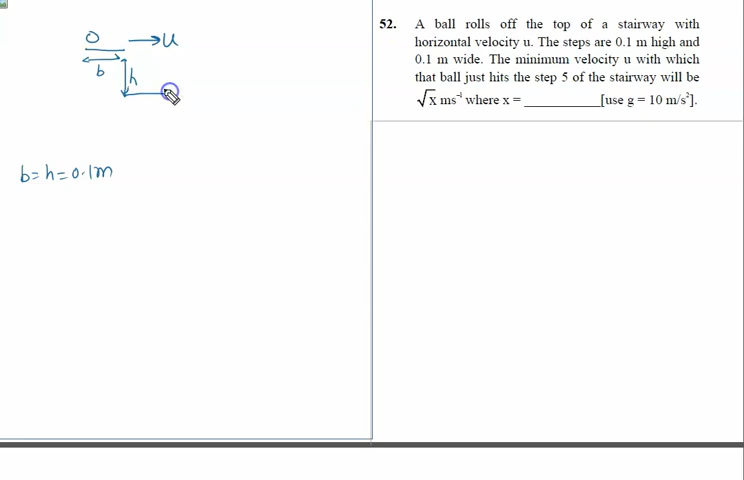 O → u
b
h
b = h = 0.1m
52. A ball rolls off the top of a stairway with
horizontal velocity u. The steps are 0.1 m high and
0.1 m wide. The minimum velocity u with which
that ball just hits the step 5 of the stairway will be
√x ms⁻¹ where x = __________ [use g = 10 m/s²].